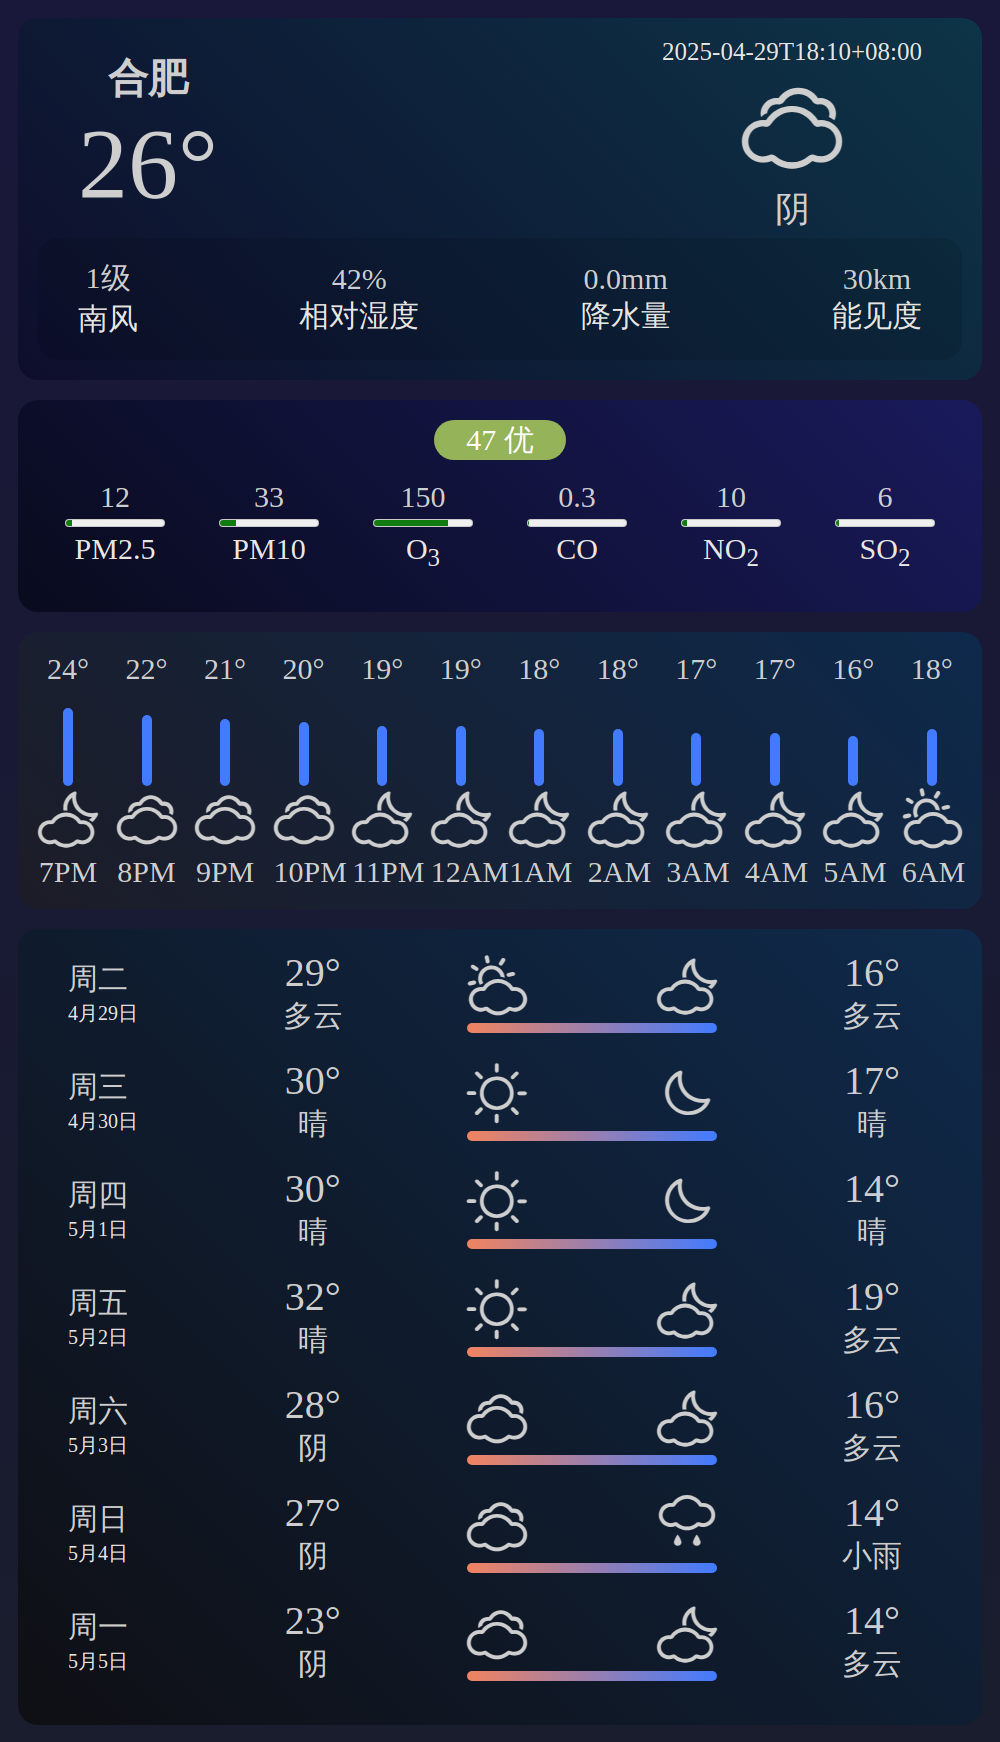 合肥
26°
2025-04-29T18:10+08:00
阴
1级 42% 0.0mm 30km
南风 相对湿度 降水量 能见度
47 优
12 33 150 0.3 10 6
PM2.5 PM10 O3 CO NO2 SO2
24° 22° 21° 20° 19° 19° 18° 18° 17° 17° 16° 18°
7PM 8PM 9PM 10PM 11PM 12AM 1AM 2AM 3AM 4AM 5AM 6AM
周二 29° 16°
4月29日 多云 多云
周三 30° 17°
4月30日 晴 晴
周四 30° 14°
5月1日 晴 晴
周五 32° 19°
5月2日 晴 多云
周六 28° 16°
5月3日 阴 多云
周日 27° 14°
5月4日 阴 小雨
周一 23° 14°
5月5日 阴 多云